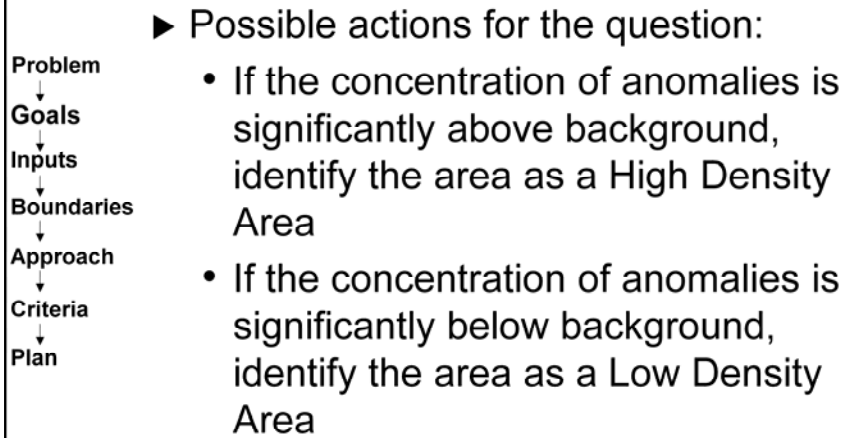 Problem
Goals
Inputs
Boundaries
Approach
Criteria
Plan
► Possible actions for the question:
• If the concentration of anomalies is
significantly above background,
identify the area as a High Density
Area
• If the concentration of anomalies is
significantly below background,
identify the area as a Low Density
Area